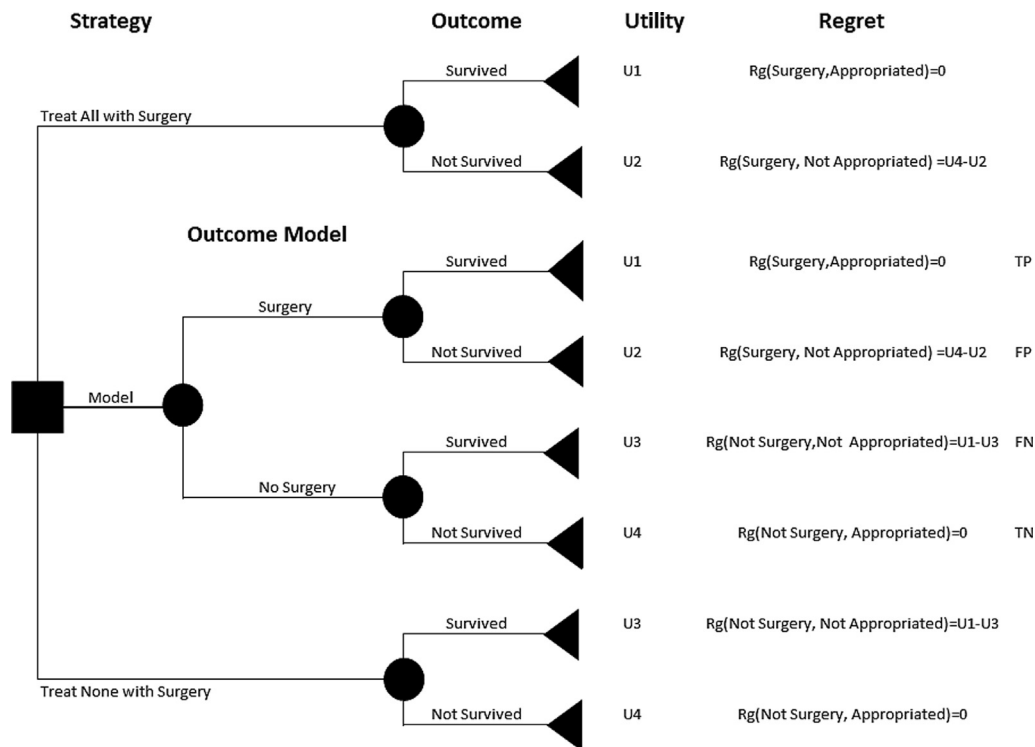 Strategy Outcome Utility Regret
Survived U1 Rg(Surgery,Appropriated)=0
Treat All with Surgery
Not Survived U2 Rg(Surgery, Not Appropriated) =U4-U2
Outcome Model
Survived U1 Rg(Surgery,Appropriated)=0 TP
Surgery
Not Survived U2 Rg(Surgery, Not Appropriated) =U4-U2 FP
Model
Survived U3 Rg(Not Surgery,Not Appropriated)=U1-U3 FN
No Surgery
Not Survived U4 Rg(Not Surgery, Appropriated)=0 TN
Survived U3 Rg(Not Surgery, Not Appropriated)=U1-U3
Treat None with Surgery
Not Survived U4 Rg(Not Surgery, Appropriated)=0